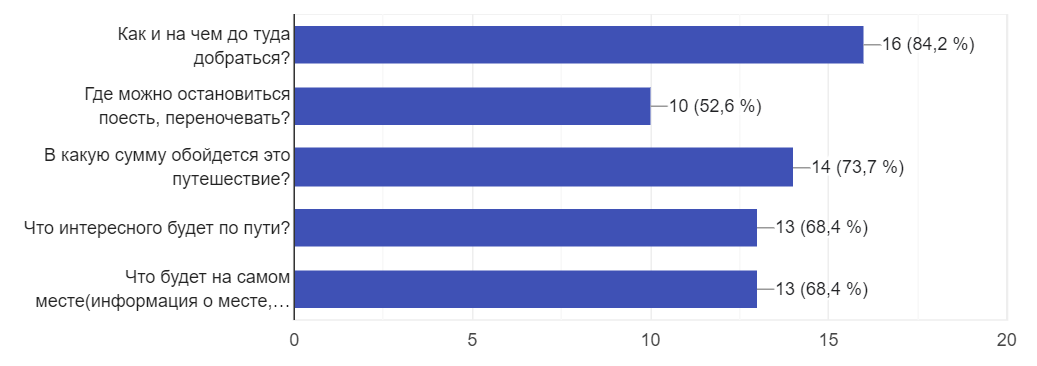 Как и на чем до туда
добраться?
16 (84,2 %)
Где можно остановиться
поесть, переночевать?
10 (52,6 %)
В какую сумму обойдется это
путешествие?
14 (73,7 %)
Что интересного будет по пути?
13 (68,4 %)
Что будет на самом
место(информация о месте,…
13 (68,4 %)
0 5 10 15 20